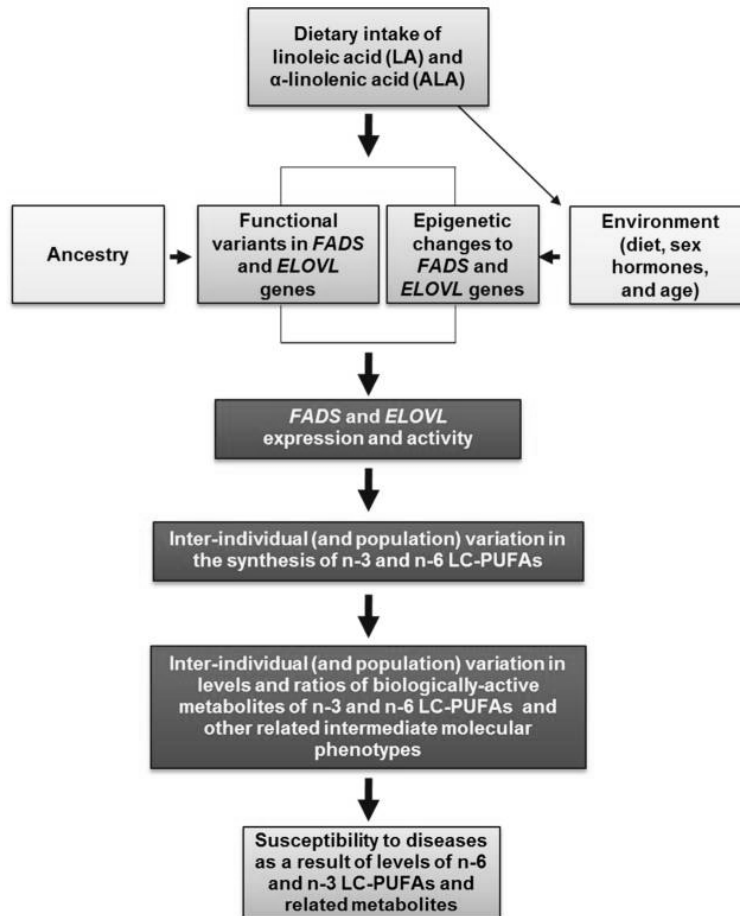 Dietary intake of
linoleic acid (LA) and
α-linolenic acid (ALA)
Ancestry
Functional
variants in FADS
and ELOVL
genes
Epigenetic
changes to
FADS and
ELOVL genes
Environment
(diet, sex
hormones,
and age)
FADS and ELOVL
expression and activity
Inter-individual (and population) variation in
the synthesis of n-3 and n-6 LC-PUFAs
Inter-individual (and population) variation in
levels and ratios of biologically-active
metabolites of n-3 and n-6 LC-PUFAs and
other related intermediate molecular
phenotypes
Susceptibility to diseases
as a result of levels of n-6
and n-3 LC-PUFAs and
related metabolites